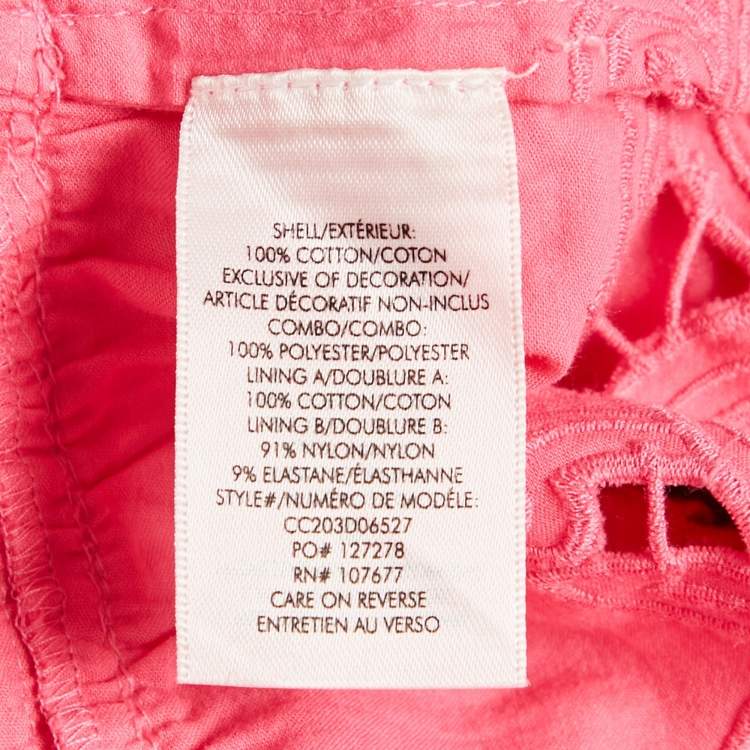 SHELL/EXTÉRIEUR:
100% COTTON/COTON
EXCLUSIVE OF DECORATION/
ARTICLE DÉCORATIF NON-INCLUS
COMBO/COMBO:
100% POLYESTER/POLYESTER
LINING A/DOUBLURE A:
100% COTTON/COTON
LINING B/DOUBLURE B:
91% NYLON/NYLON
9% ELASTANE/ÉLASTHANNE
STYLE#/NUMÉRO DE MODÉLE:
CC203D06527
PO# 127278
RN# 107677
CARE ON REVERSE
ENTRETIEN AU VERSO